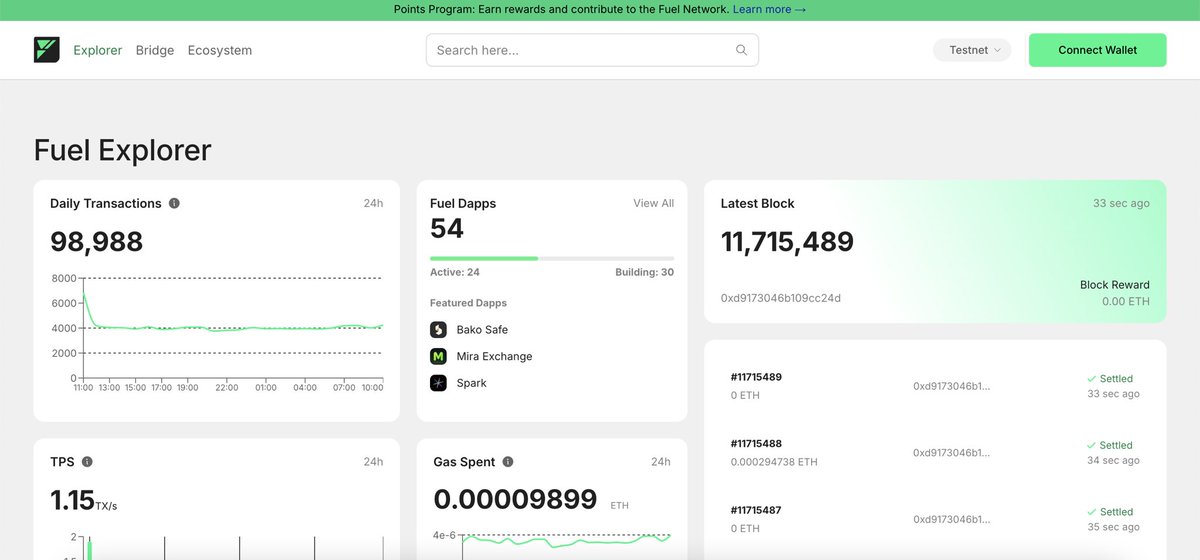 Points Program: Earn rewards and contribute to the Fuel Network. Learn more →
Explorer Bridge Ecosystem
Search here...
Testnet
Connect Wallet
Fuel Explorer
Daily Transactions
24h
98,988
8000
6000
4000
2000
0
11:00 13:00 15:00 17:00 19:00 22:00 01:00 04:00 07:00 10:00
Fuel Dapps
View All
54
Active: 24
Building: 30
Featured Dapps
Bako Safe
Mira Exchange
Spark
Latest Block
33 sec ago
11,715,489
Block Reward
0xd9173046b109cc24d
0.00 ETH
#11715489
0 ETH
0xd9173046b1...
Settled
33 sec ago
#11715488
0.000294738 ETH
0xd9173046b1...
Settled
34 sec ago
#11715487
0 ETH
0xd9173046b1...
Settled
35 sec ago
TPS
24h
1.15TX/s
2
1.5
Gas Spent
24h
0.00009899 ETH
4e-6